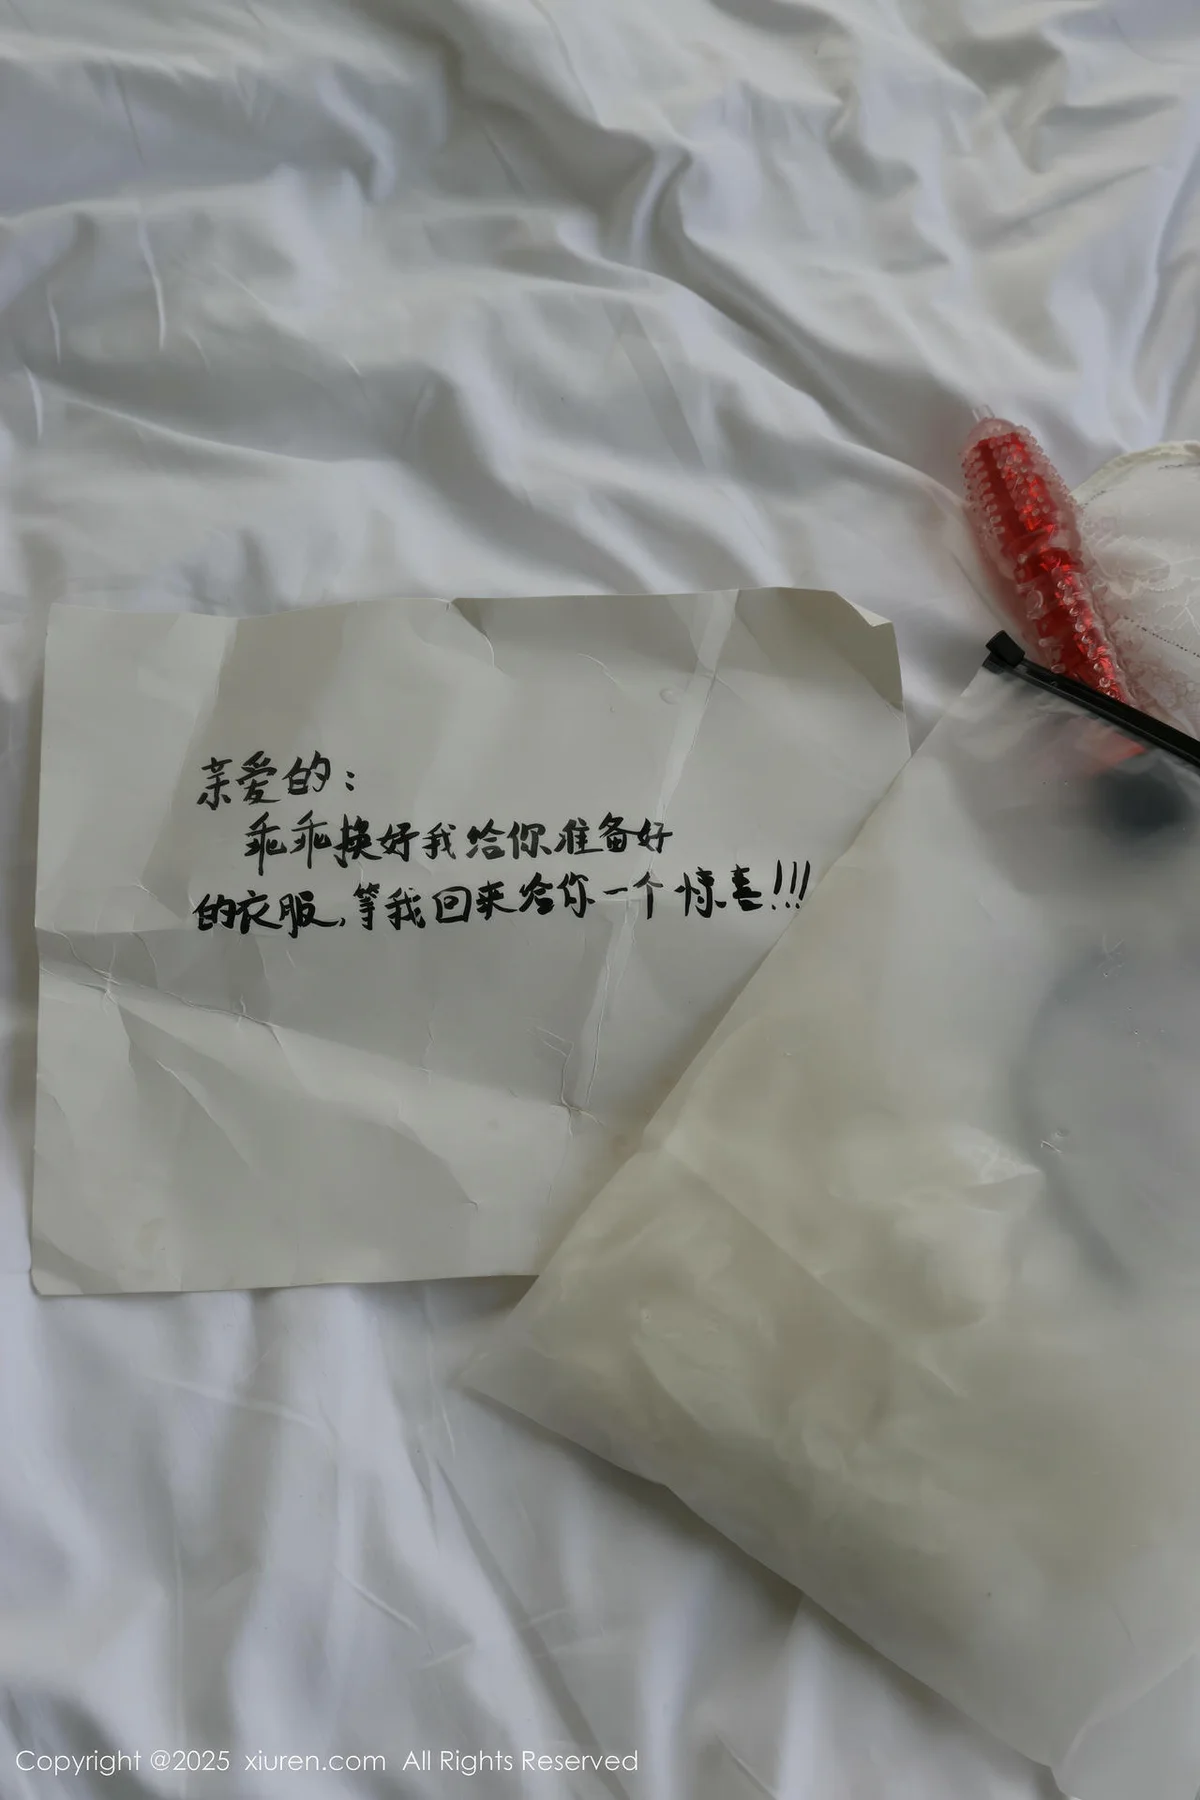 亲爱的：
乖乖换好我给你准备好
的衣服，等我回来给你一个惊喜!!!
Copyright @2025 xiuren.com All Rights Reserved